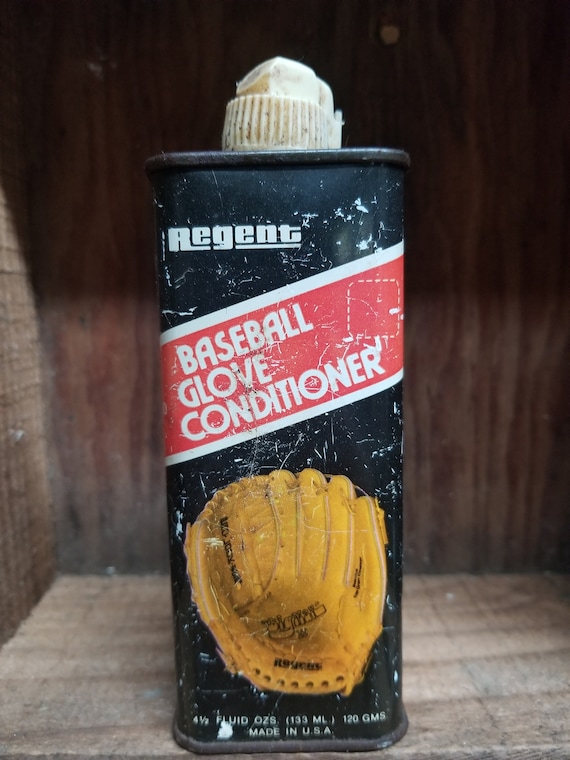 Regent
BASEBALL
GLOVE
CONDITIONER
Regent
4½ FLUID OZS. (133 ML.) 120 GMS
MADE IN U.S.A.